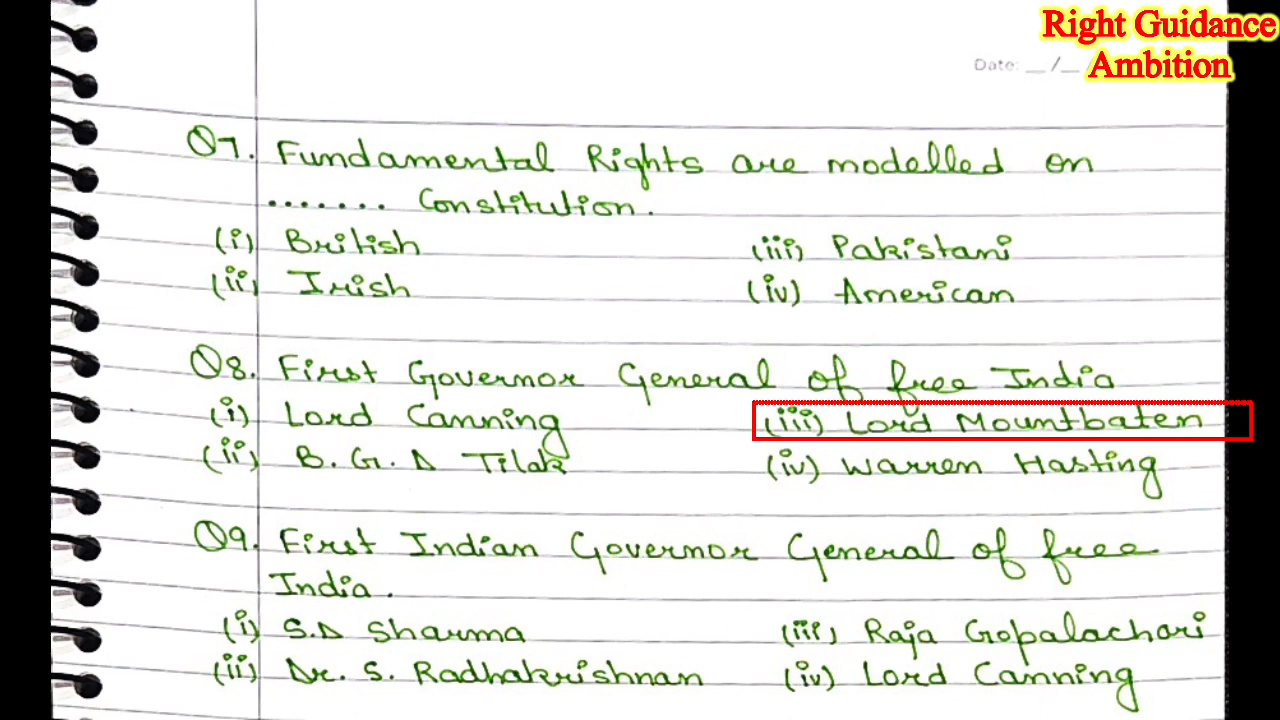 Right Guidance
Ambition
Date: __/__
Q7. Fundamental Rights are modelled on
....... Constitution.
(i) British (iii) Pakistani
(ii) Irish (iv) American
Q8. First Governor General of free India
(i) Lord Canning (iii) Lord Mountbaten
(ii) B. G. D Tilak (iv) Warren Hasting
Q9. First Indian Governor General of free
India.
(i) S.D Sharma (iii) Raja Gopalachari
(ii) Dr. S. Radhakrishnan (iv) Lord Canning